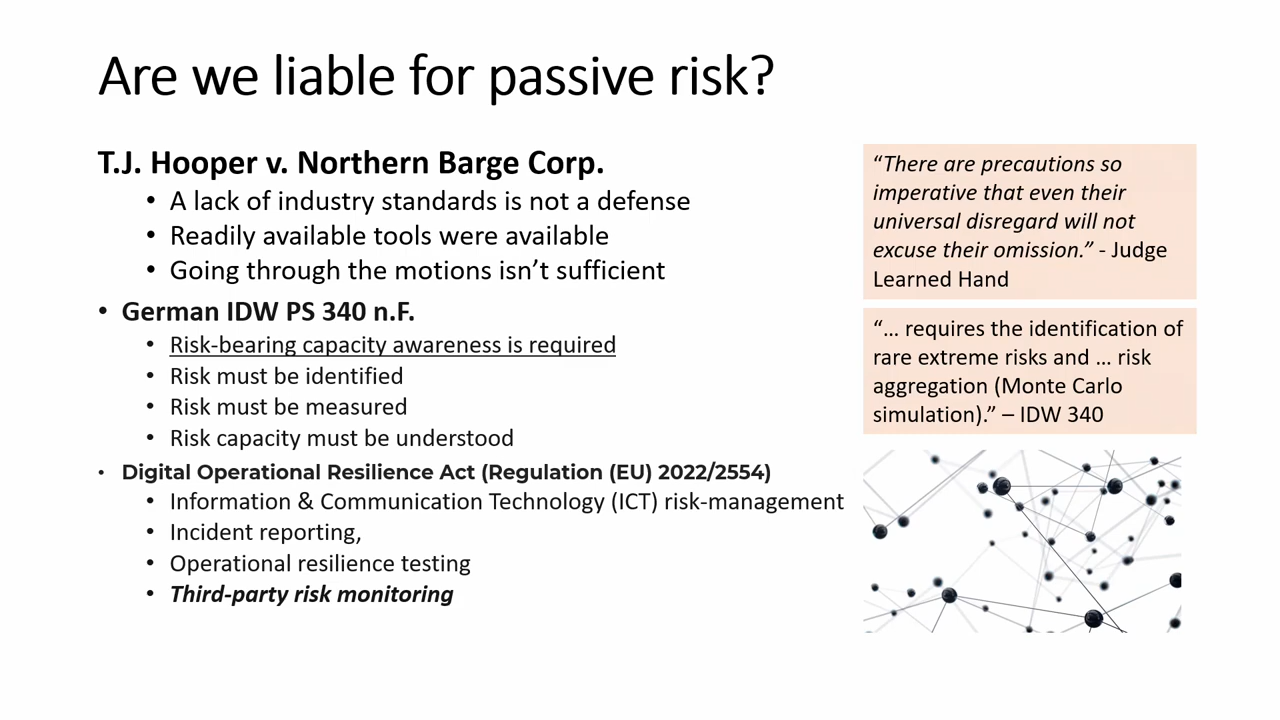 Are we liable for passive risk?
T.J. Hooper v. Northern Barge Corp.
• A lack of industry standards is not a defense
• Readily available tools were available
• Going through the motions isn’t sufficient
• German IDW PS 340 n.F.
• Risk-bearing capacity awareness is required
• Risk must be identified
• Risk must be measured
• Risk capacity must be understood
• Digital Operational Resilience Act (Regulation (EU) 2022/2554)
• Information & Communication Technology (ICT) risk-management
• Incident reporting,
• Operational resilience testing
• Third-party risk monitoring
“There are precautions so
imperative that even their
universal disregard will not
excuse their omission.” - Judge
Learned Hand
“… requires the identification of
rare extreme risks and … risk
aggregation (Monte Carlo
simulation).” – IDW 340